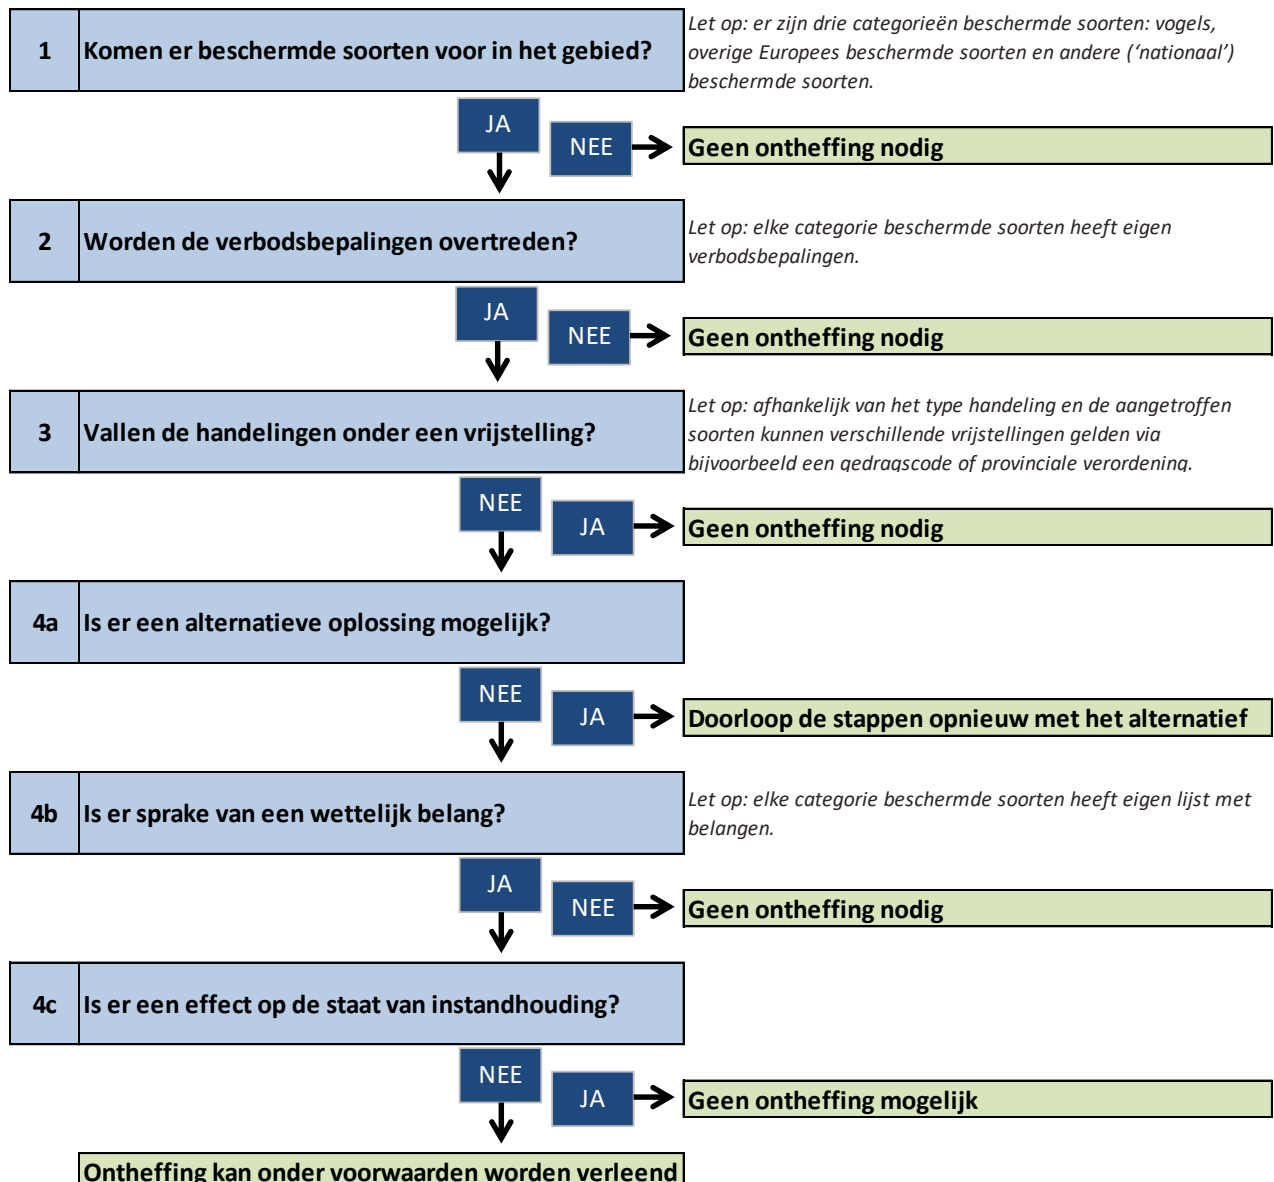 1 Komen er beschermde soorten voor in het gebied?
Let op: er zijn drie categorieën beschermde soorten: vogels,
overige Europees beschermde soorten en andere (‘nationaal’)
beschermde soorten.
JA
NEE
Geen ontheffing nodig
2 Worden de verbodsbepalingen overtreden?
Let op: elke categorie beschermde soorten heeft eigen
verbodsbepalingen.
JA
NEE
Geen ontheffing nodig
3 Vallen de handelingen onder een vrijstelling?
Let op: afhankelijk van het type handeling en de aangetroffen
soorten kunnen verschillende vrijstellingen gelden via
bijvoorbeeld een gedragscode of provinciale verordening.
NEE
JA
Geen ontheffing nodig
4a Is er een alternatieve oplossing mogelijk?
NEE
JA
Doorloop de stappen opnieuw met het alternatief
4b Is er sprake van een wettelijk belang?
Let op: elke categorie beschermde soorten heeft eigen lijst met
belangen.
JA
NEE
Geen ontheffing nodig
4c Is er een effect op de staat van instandhouding?
NEE
JA
Geen ontheffing mogelijk
Ontheffing kan onder voorwaarden worden verleend